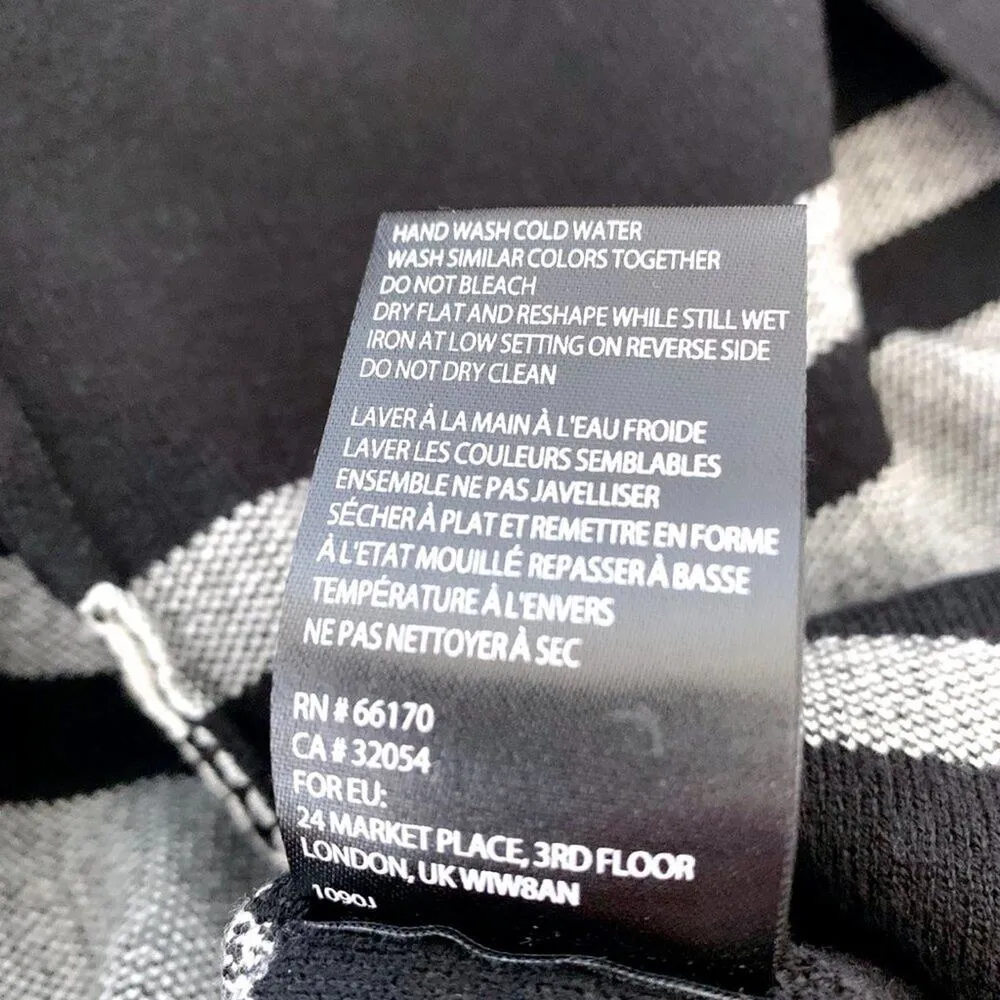 HAND WASH COLD WATER
WASH SIMILAR COLORS TOGETHER
DO NOT BLEACH
DRY FLAT AND RESHAPE WHILE STILL WET
IRON AT LOW SETTING ON REVERSE SIDE
DO NOT DRY CLEAN
LAVER À LA MAIN À L'EAU FROIDE
LAVER LES COULEURS SEMBLABLES
ENSEMBLE NE PAS JAVELLISER
SÉCHER À PLAT ET REMETTRE EN FORME
À L'ETAT MOUILLÉ REPASSER À BASSE
TEMPÉRATURE À L'ENVERS
NE PAS NETTOYER À SEC
RN # 66170
CA # 32054
FOR EU:
24 MARKET PLACE, 3RD FLOOR
LONDON, UK WIW8AN
1090J